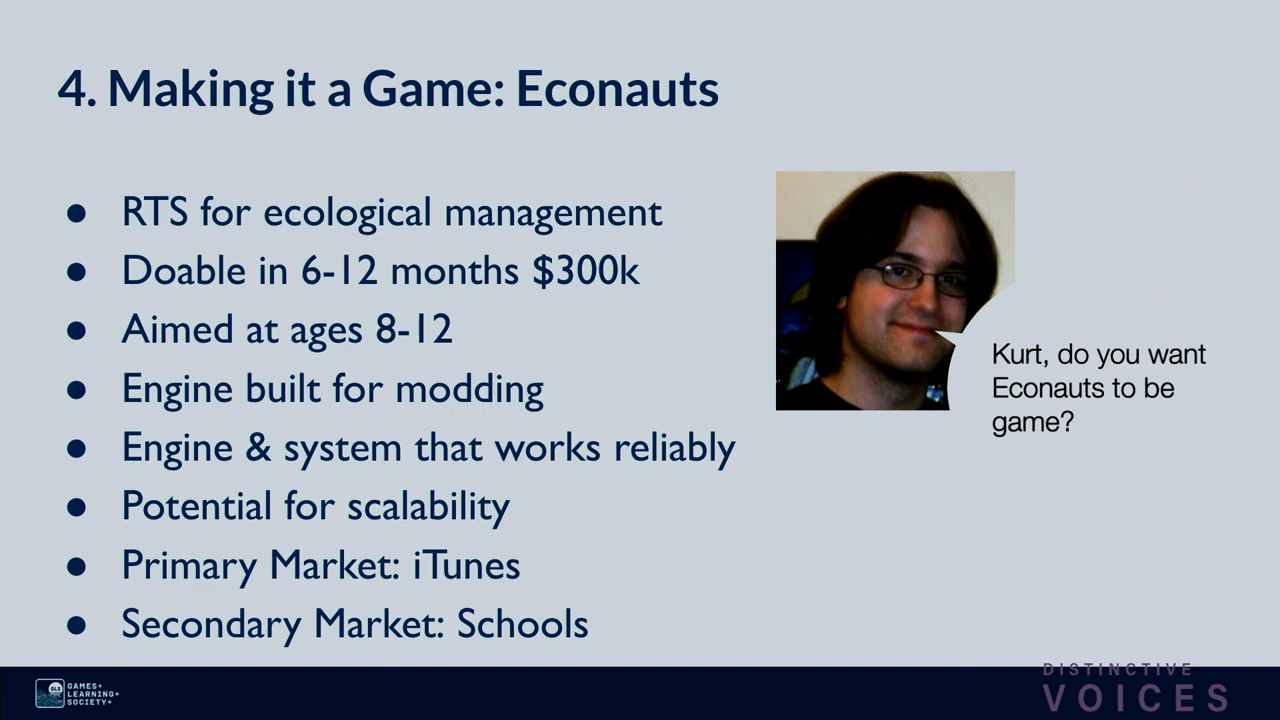 4. Making it a Game: Econauts
● RTS for ecological management
● Doable in 6-12 months $300k
● Aimed at ages 8-12
● Engine built for modding
● Engine & system that works reliably
● Potential for scalability
● Primary Market: iTunes
● Secondary Market: Schools
Kurt, do you want
Econauts to be
game?
GLS
GAMES+
LEARNING+
SOCIETY+
DISTINCTIVE
VOICES